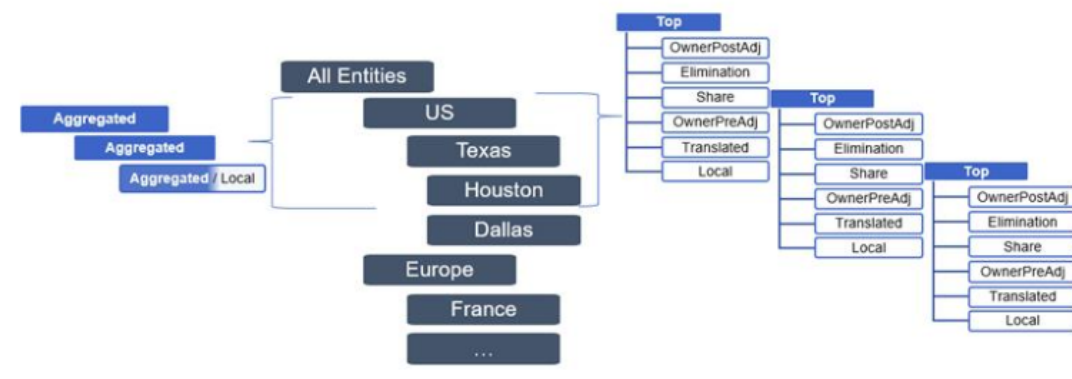 Aggregated
Aggregated
Aggregated / Local
All Entities
US
Texas
Houston
Dallas
Europe
France
...
Top
OwnerPostAdj
Elimination
Share
OwnerPreAdj
Translated
Local
Top
OwnerPostAdj
Elimination
Share
OwnerPreAdj
Translated
Local
Top
OwnerPostAdj
Elimination
Share
OwnerPreAdj
Translated
Local